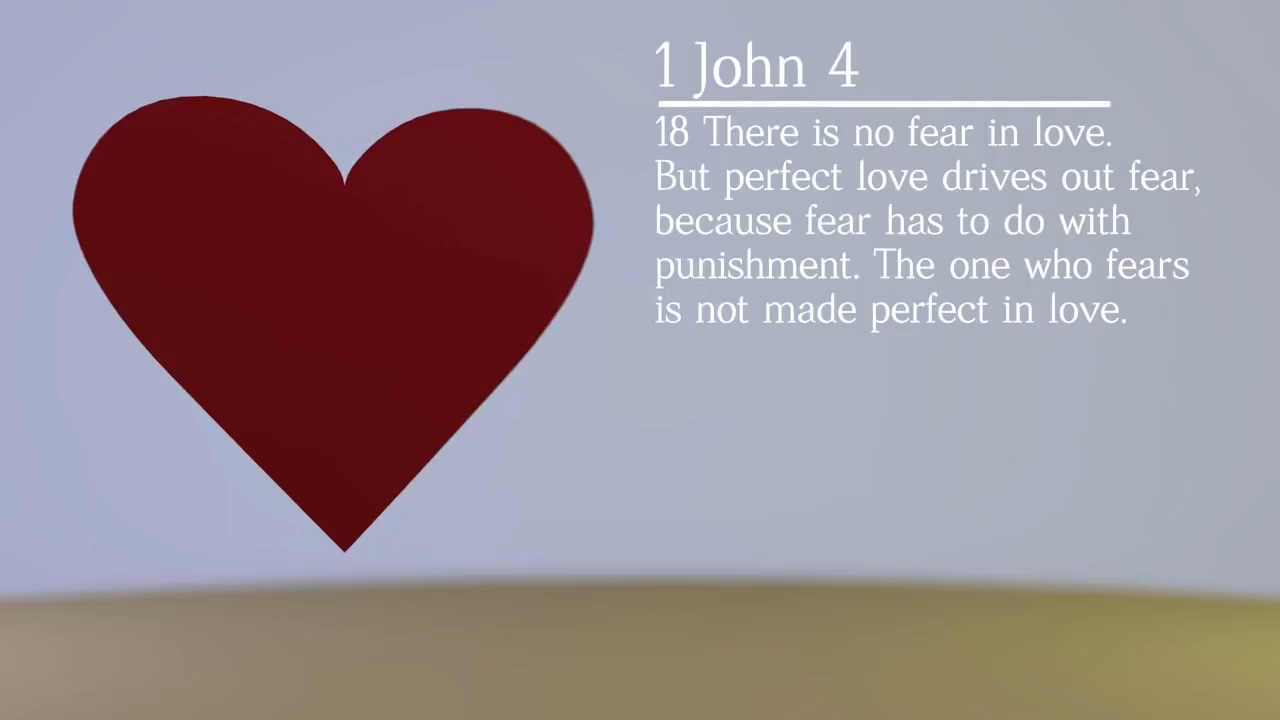 1 John 4
18 There is no fear in love.
But perfect love drives out fear,
because fear has to do with
punishment. The one who fears
is not made perfect in love.